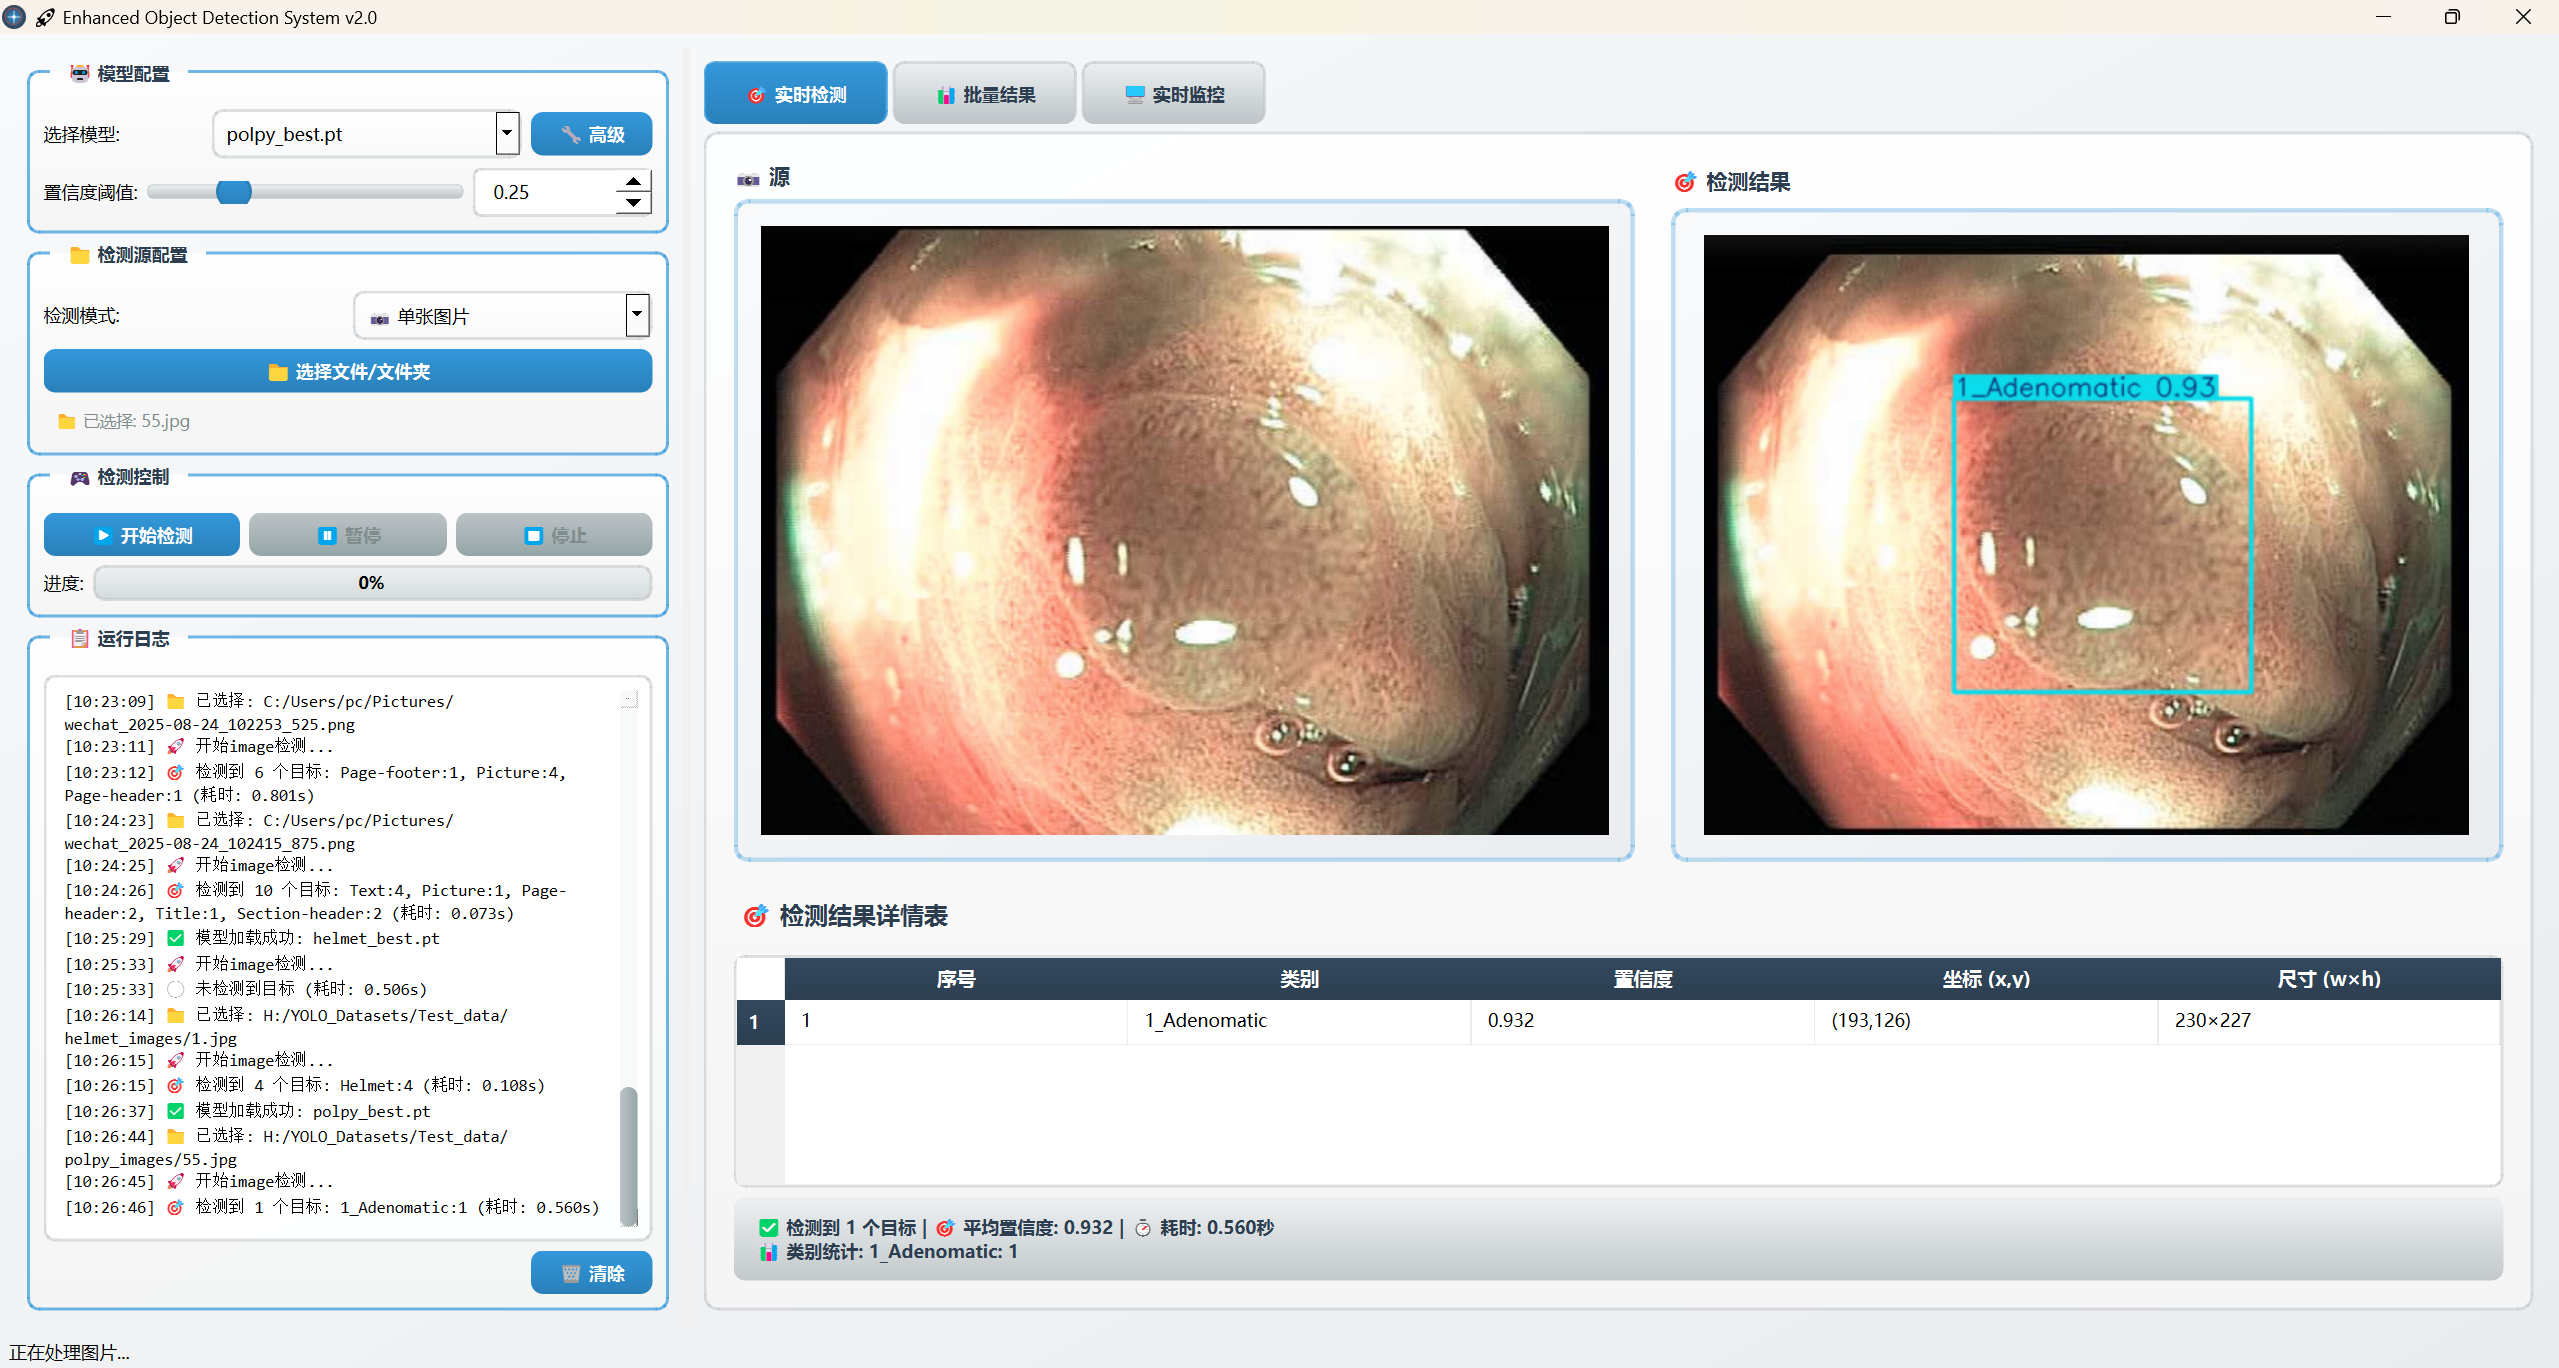 Enhanced Object Detection System v2.0
模型配置
选择模型:
polpy_best.pt
高级
置信度阈值:
0.25
检测源配置
检测模式:
单张图片
选择文件/文件夹
已选择: 55.jpg
检测控制
开始检测
暂停
停止
进度:
0%
运行日志
[10:23:09] 已选择: C:/Users/pc/Pictures/
wechat_2025-08-24_102253_525.png
[10:23:11] 开始image检测...
[10:23:12] 检测到 6 个目标: Page-footer:1, Picture:4,
Page-header:1 (耗时: 0.801s)
[10:24:23] 已选择: C:/Users/pc/Pictures/
wechat_2025-08-24_102415_875.png
[10:24:25] 开始image检测...
[10:24:26] 检测到 10 个目标: Text:4, Picture:1, Page-
header:2, Title:1, Section-header:2 (耗时: 0.073s)
[10:25:29] 模型加载成功: helmet_best.pt
[10:25:33] 开始image检测...
[10:25:33] 未检测到目标 (耗时: 0.506s)
[10:26:14] 已选择: H:/YOLO_Datasets/Test_data/
helmet_images/1.jpg
[10:26:15] 开始image检测...
[10:26:15] 检测到 4 个目标: Helmet:4 (耗时: 0.108s)
[10:26:37] 模型加载成功: polpy_best.pt
[10:26:44] 已选择: H:/YOLO_Datasets/Test_data/
polpy_images/55.jpg
[10:26:45] 开始image检测...
[10:26:46] 检测到 1 个目标: 1_Adenomatic:1 (耗时: 0.560s)
清除
正在处理图片...
实时检测
批量结果
实时监控
源
检测结果
1_Adenomatic 0.93
检测结果详情表
序号 类别 置信度 坐标 (x,y) 尺寸 (w×h)
1 1 1_Adenomatic 0.932 (193,126) 230×227
检测到 1 个目标 | 平均置信度: 0.932 | 耗时: 0.560秒
类别统计: 1_Adenomatic: 1